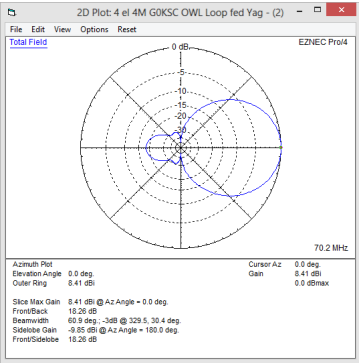 2D Plot: 4 el 4M G0KSC OWL Loop fed Yag - (2)
File Edit View Options Reset
Total Field
EZNEC Pro/4
0 dB
-5
-10
-15
-20
-30
70.2 MHz
Azimuth Plot
Elevation Angle 0.0 deg.
Outer Ring 8.41 dBi
Cursor Az 0.0 deg.
Gain 8.41 dBi
0.0 dBmax
Slice Max Gain 8.41 dBi @ Az Angle = 0.0 deg.
Front/Back 18.26 dB
Beamwidth 60.9 deg.; -3dB @ 329.5, 30.4 deg.
Sidelobe Gain -9.85 dBi @ Az Angle = 180.0 deg.
Front/Sidelobe 18.26 dB